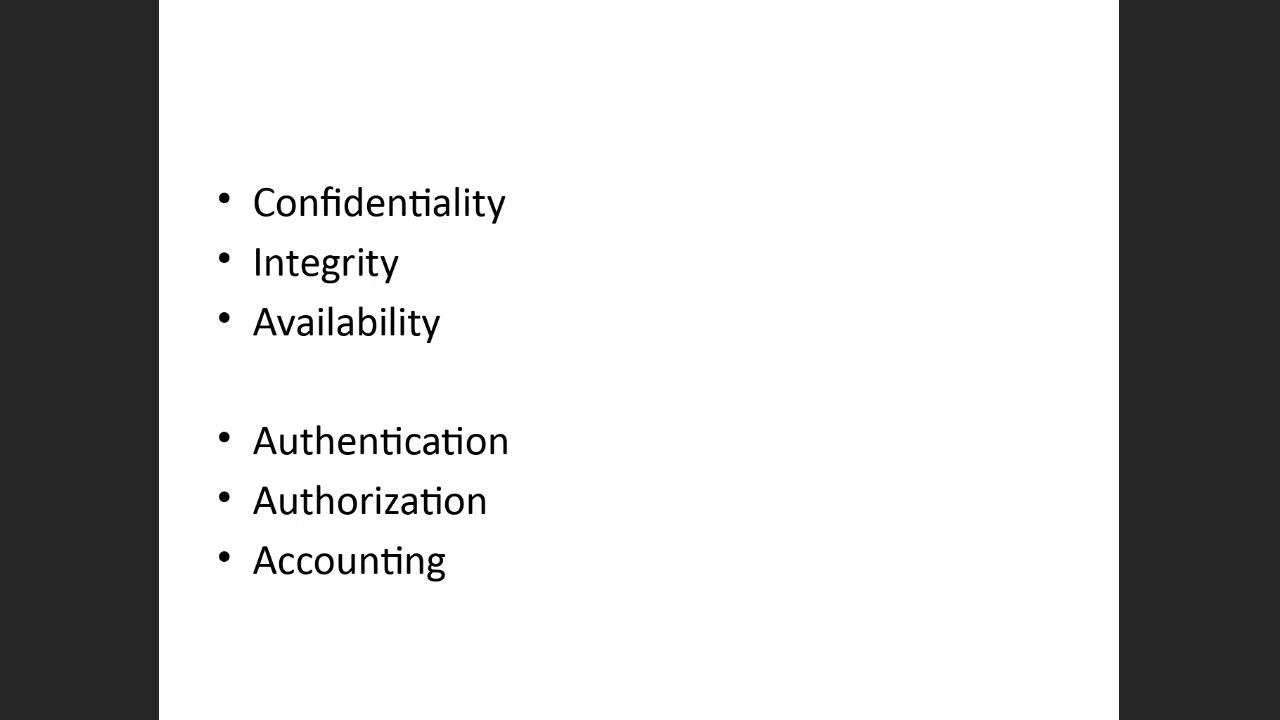 • Confidentiality
• Integrity
• Availability
• Authentication
• Authorization
• Accounting